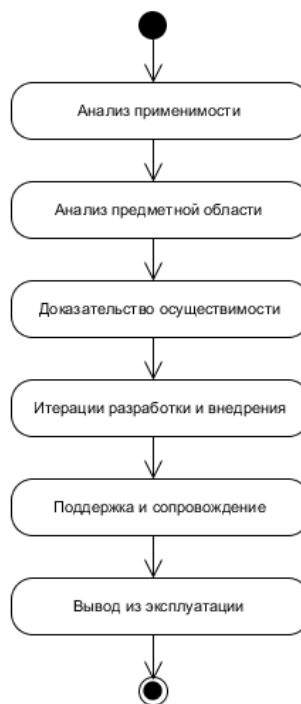 Анализ применимости
Анализ предметной области
Доказательство осуществимости
Итерации разработки и внедрения
Поддержка и сопровождение
Вывод из эксплуатации